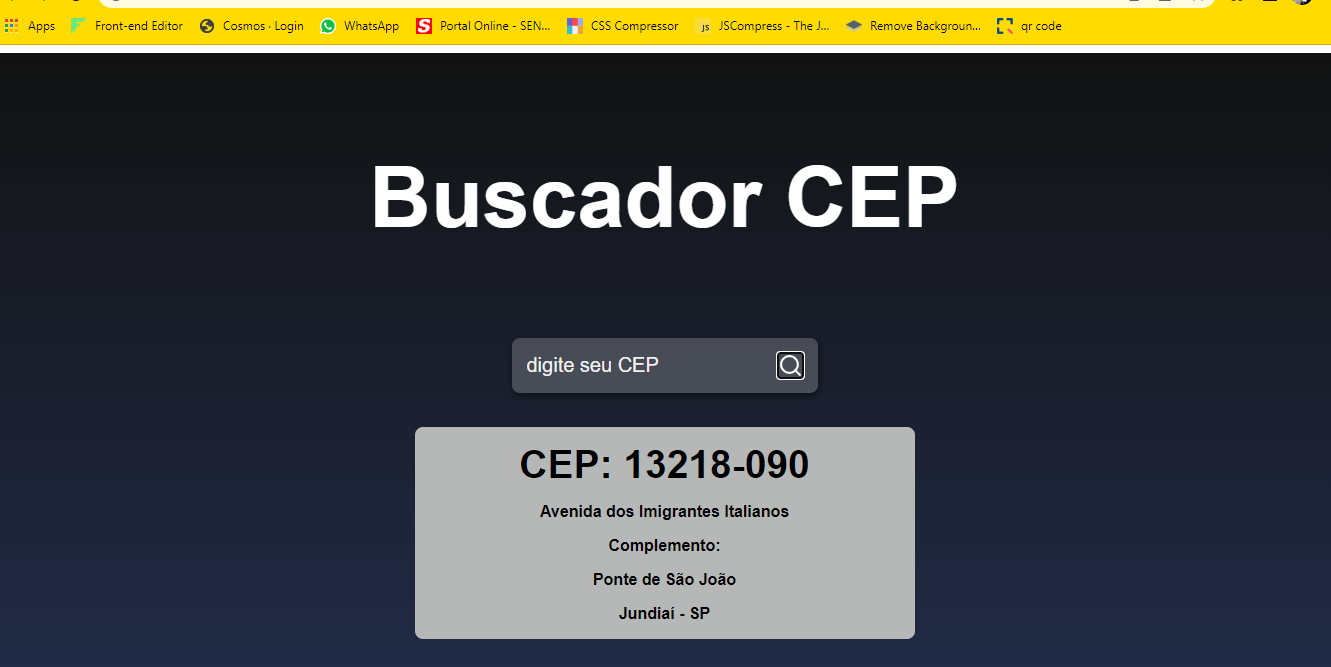 Apps Front-end Editor Cosmos · Login WhatsApp Portal Online - SEN... CSS Compressor JS JSCompress - The J... Remove Backgroun... qr code
Buscador CEP
digite seu CEP
CEP: 13218-090
Avenida dos Imigrantes Italianos
Complemento:
Ponte de São João
Jundiaí - SP